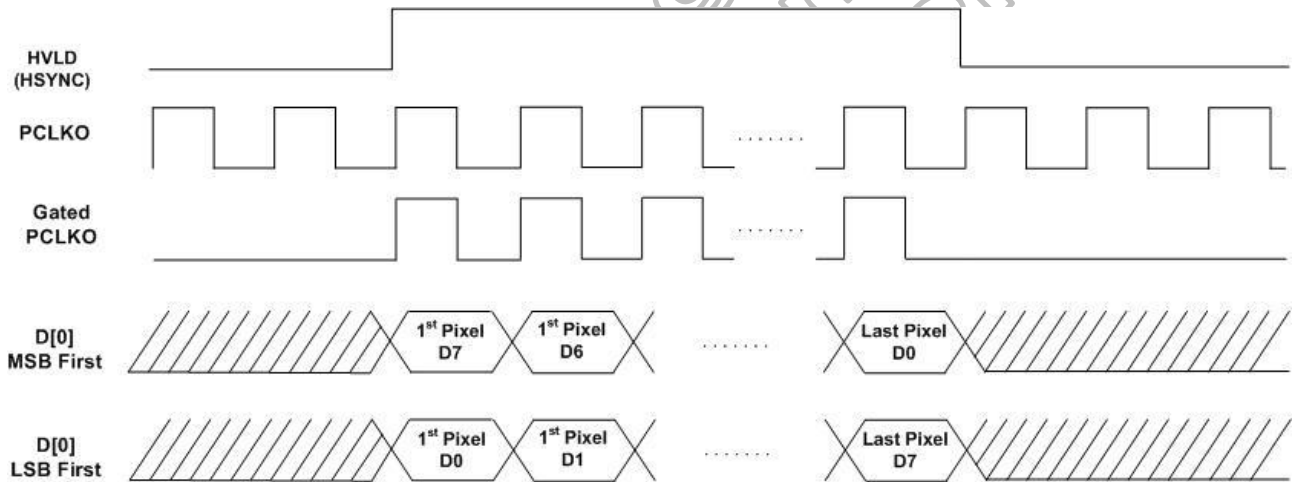 HVLD
(HSYNC)
PCLKO
.......
Gated
PCLKO
.......
D[0]
MSB First
1st Pixel
D7
1st Pixel
D6
.......
Last Pixel
D0
D[0]
LSB First
1st Pixel
D0
1st Pixel
D1
.......
Last Pixel
D7